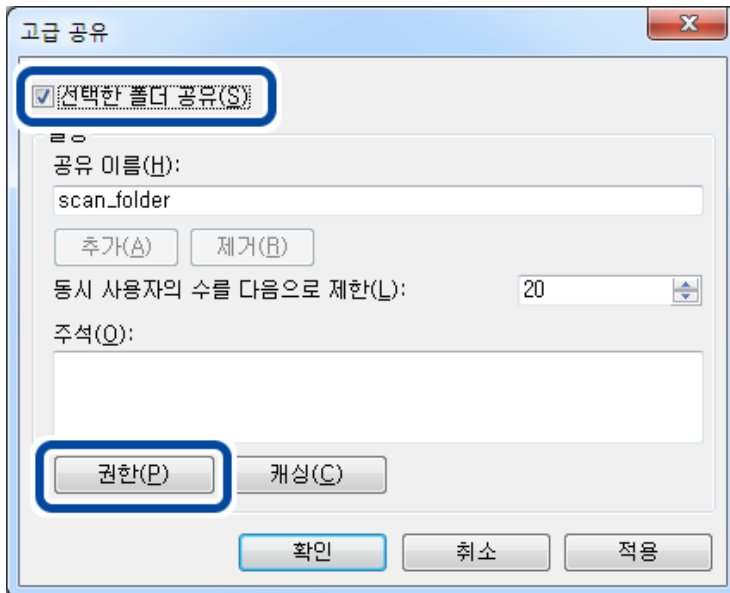 고급 공유
선택한 폴더 공유(S)
설정
공유 이름(H):
scan_folder
추가(A) 제거(R)
동시 사용자의 수를 다음으로 제한(L): 20
주석(O):
권한(P) 캐싱(C)
확인 취소 적용